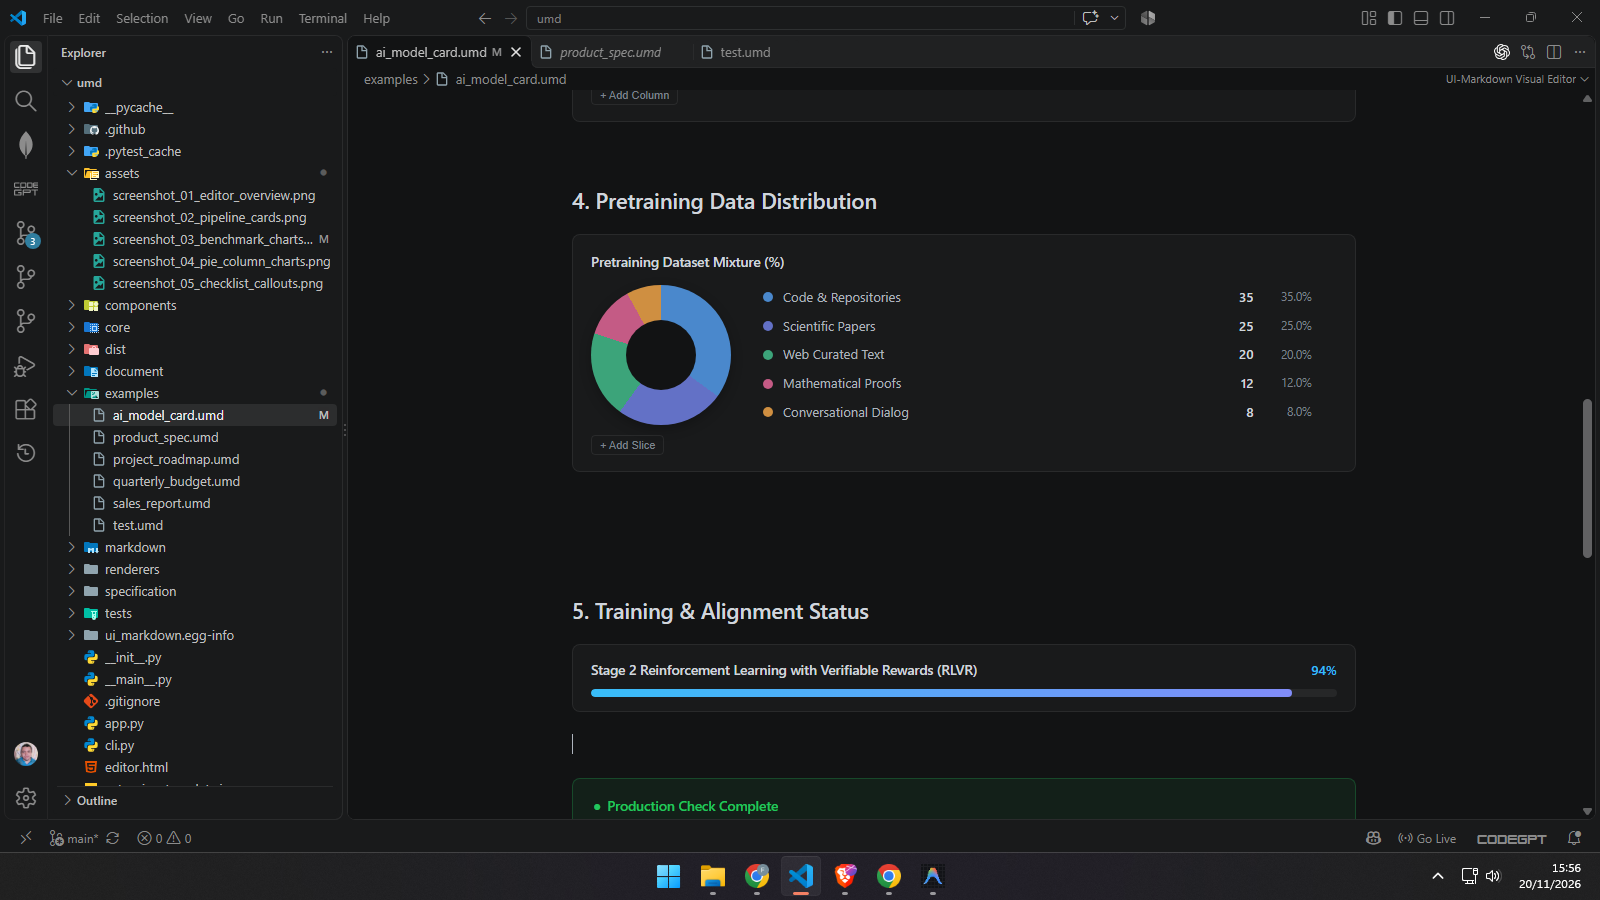 File Edit Selection View Go Run Terminal Help
umd
Explorer
umd
__pycache__
.github
.pytest_cache
assets
screenshot_01_editor_overview.png
screenshot_02_pipeline_cards.png
screenshot_03_benchmark_charts... M
screenshot_04_pie_column_charts.png
screenshot_05_checklist_callouts.png
components
core
dist
document
examples
ai_model_card.umd M
product_spec.umd
project_roadmap.umd
quarterly_budget.umd
sales_report.umd
test.umd
markdown
renderers
specification
tests
ui_markdown.egg-info
__init__.py
__main__.py
.gitignore
app.py
cli.py
editor.html
Outline
CODE
GPT
3
ai_model_card.umd M
product_spec.umd
test.umd
examples > ai_model_card.umd
UI-Markdown Visual Editor
+ Add Column
4. Pretraining Data Distribution
Pretraining Dataset Mixture (%)
Code & Repositories 35 35.0%
Scientific Papers 25 25.0%
Web Curated Text 20 20.0%
Mathematical Proofs 12 12.0%
Conversational Dialog 8 8.0%
+ Add Slice
5. Training & Alignment Status
Stage 2 Reinforcement Learning with Verifiable Rewards (RLVR) 94%
Production Check Complete
main* 0 0
Go Live CODEGPT
15:56
20/11/2026